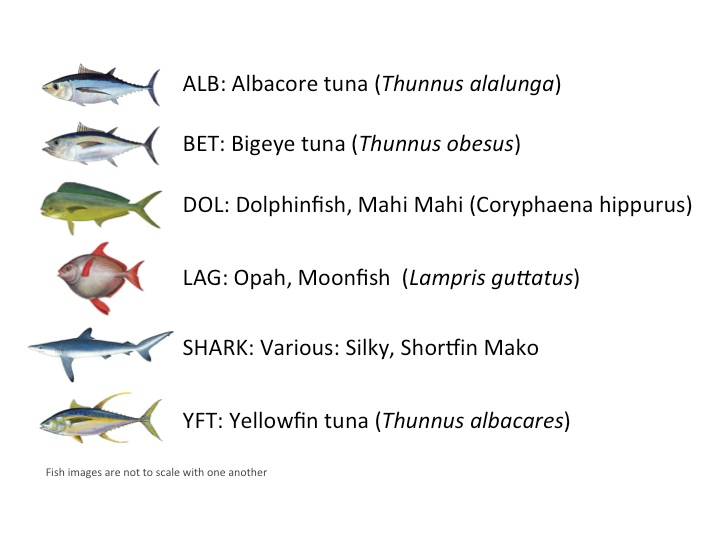 ALB: Albacore tuna (Thunnus alalunga)
BET: Bigeye tuna (Thunnus obesus)
DOL: Dolphinfish, Mahi Mahi (Coryphaena hippurus)
LAG: Opah, Moonfish (Lampris guttatus)
SHARK: Various: Silky, Shortfin Mako
YFT: Yellowfin tuna (Thunnus albacares)
Fish images are not to scale with one another